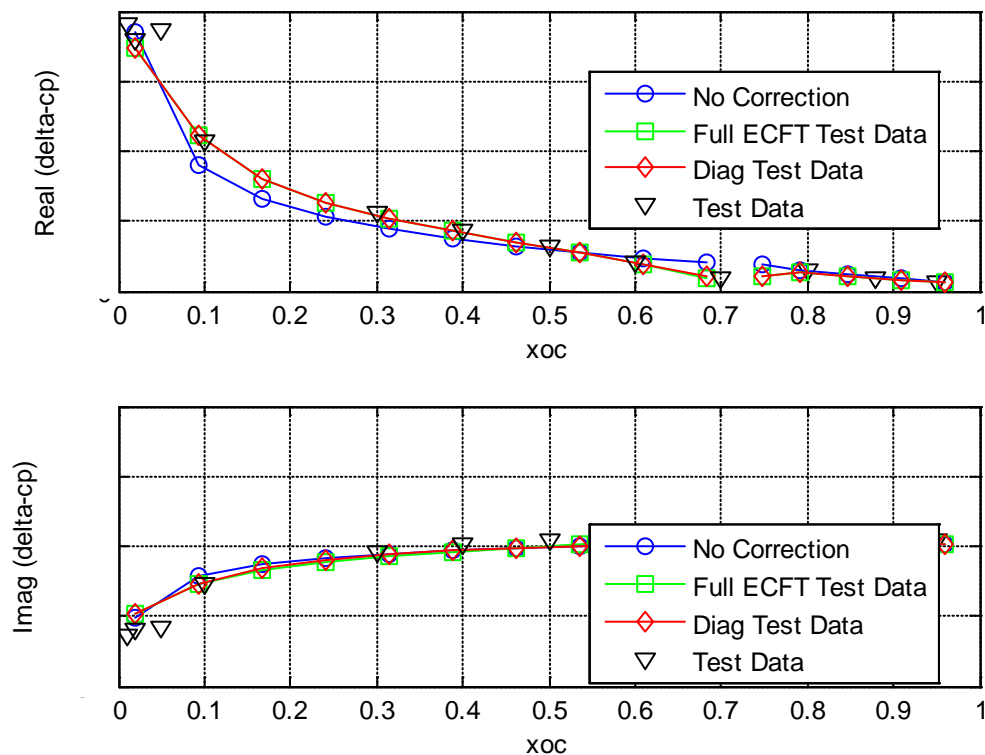 Real (delta-cp)
No Correction
Full ECFT Test Data
Diag Test Data
Test Data
0 0.1 0.2 0.3 0.4 0.5 0.6 0.7 0.8 0.9 1
xoc
Imag (delta-cp)
No Correction
Full ECFT Test Data
Diag Test Data
Test Data
0 0.1 0.2 0.3 0.4 0.5 0.6 0.7 0.8 0.9 1
xoc